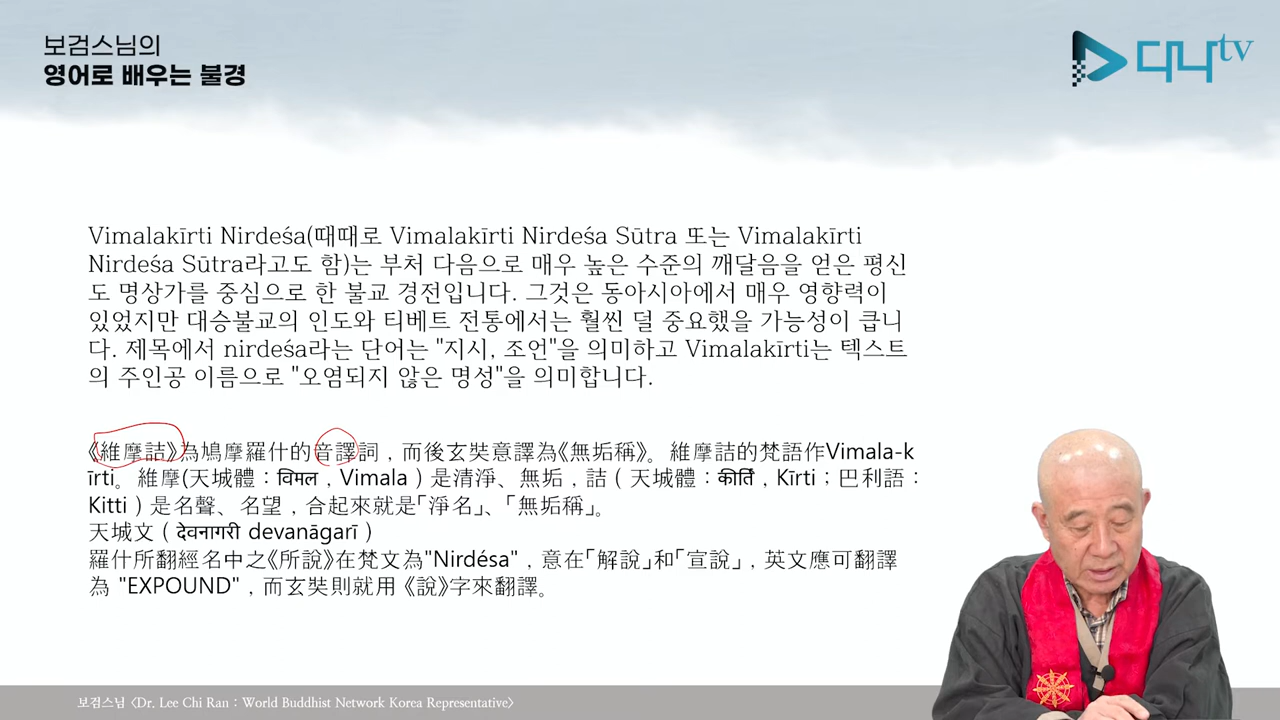 보검스님의
영어로 배우는 불경
디나tv
Vimalakīrti Nirdeśa(때때로 Vimalakīrti Nirdeśa Sūtra 또는 Vimalakīrti
Nirdeśa Sūtra라고도 함)는 부처 다음으로 매우 높은 수준의 깨달음을 얻은 평신
도 명상가를 중심으로 한 불교 경전입니다. 그것은 동아시아에서 매우 영향력이
있었지만 대승불교의 인도와 티베트 전통에서는 훨씬 덜 중요했을 가능성이 큽니
다. 제목에서 nirdeśa라는 단어는 "지시, 조언"을 의미하고 Vimalakīrti는 텍스트
의 주인공 이름으로 "오염되지 않은 명성"을 의미합니다.
《維摩詰》為鳩摩羅什的音譯詞，而後玄奘意譯為《無垢稱》。維摩詰的梵語作Vimala-k
īrti。維摩(天城體：विमल，Vimala）是清淨、無垢，詰（天城體：कीर्ति，Kīrti；巴利語：
Kitti）是名聲、名望，合起來就是「淨名」、「無垢稱」。
天城文（देवनागरी devanāgarī）
羅什所翻經名中之《所說》在梵文為"Nirdésa"，意在「解說」和「宣說」，英文應可翻譯
為 "EXPOUND"，而玄奘則就用 《說》字來翻譯。
보검스님 〈Dr. Lee Chi Ran : World Buddhist Network Korea Representative〉